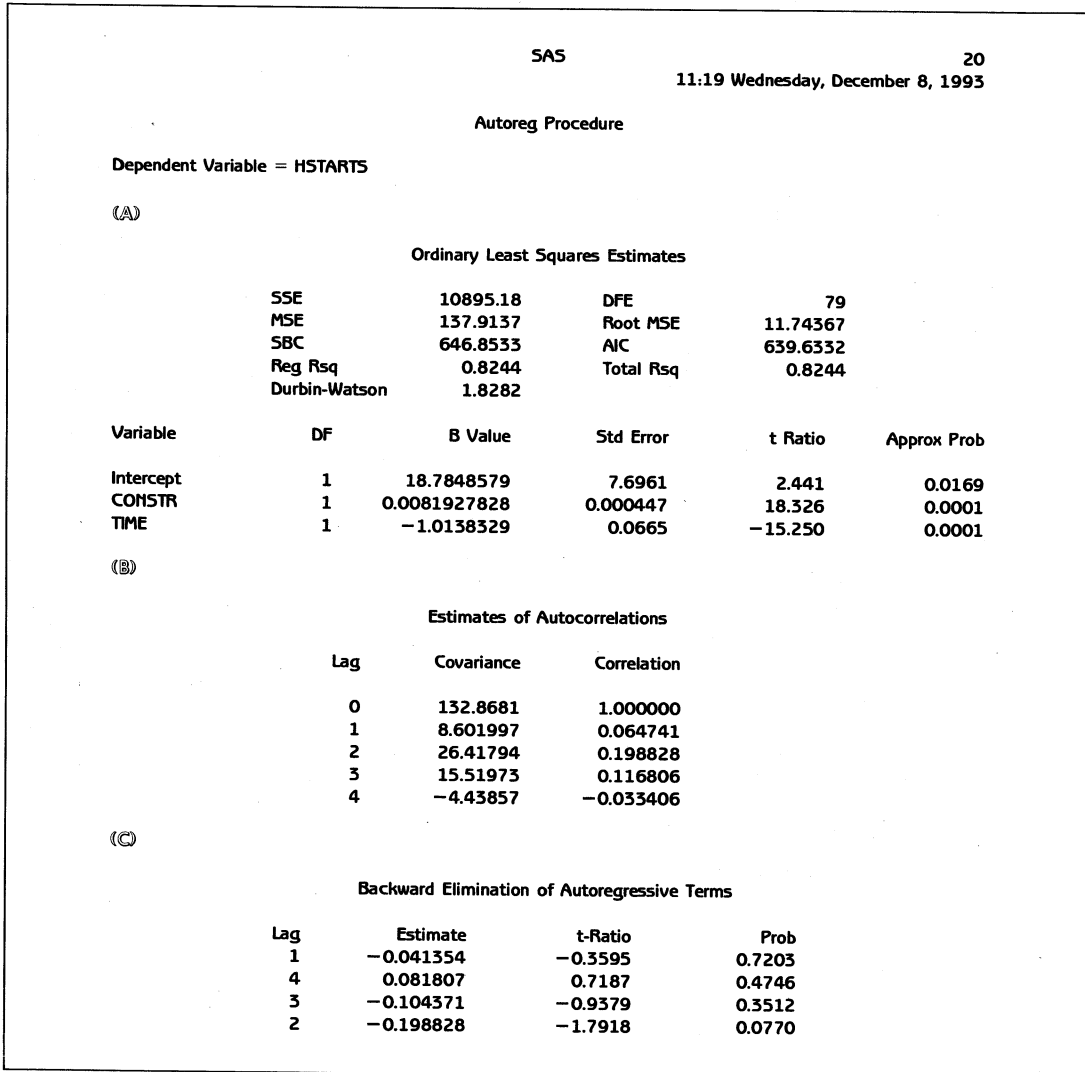 SAS 20
11:19 Wednesday, December 8, 1993
Autoreg Procedure
Dependent Variable = HSTARTS
(A)
Ordinary Least Squares Estimates
SSE 10895.18 DFE 79
MSE 137.9137 Root MSE 11.74367
SBC 646.8533 AIC 639.6332
Reg Rsq 0.8244 Total Rsq 0.8244
Durbin-Watson 1.8282
Variable DF B Value Std Error t Ratio Approx Prob
Intercept 1 18.7848579 7.6961 2.441 0.0169
CONSTR 1 0.0081927828 0.000447 18.326 0.0001
TIME 1 −1.0138329 0.0665 −15.250 0.0001
(B)
Estimates of Autocorrelations
Lag Covariance Correlation
0 132.8681 1.000000
1 8.601997 0.064741
2 26.41794 0.198828
3 15.51973 0.116806
4 −4.43857 −0.033406
(C)
Backward Elimination of Autoregressive Terms
Lag Estimate t-Ratio Prob
1 −0.041354 −0.3595 0.7203
4 0.081807 0.7187 0.4746
3 −0.104371 −0.9379 0.3512
2 −0.198828 −1.7918 0.0770